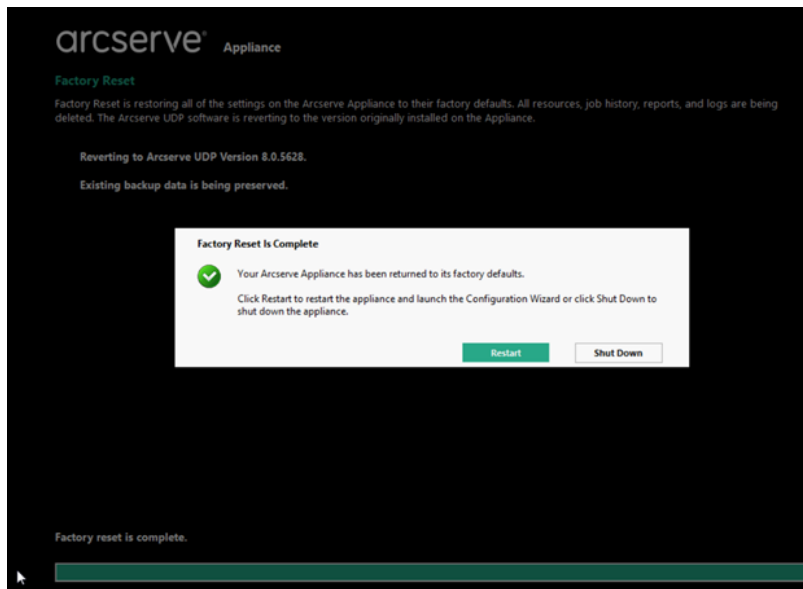 arcserve® Appliance
Factory Reset
Factory Reset is restoring all of the settings on the Arcserve Appliance to their factory defaults. All resources, job history, reports, and logs are being
deleted. The Arcserve UDP software is reverting to the version originally installed on the Appliance.
Reverting to Arcserve UDP Version 8.0.5628.
Existing backup data is being preserved.
Factory Reset Is Complete
Your Arcserve Appliance has been returned to its factory defaults.
Click Restart to restart the appliance and launch the Configuration Wizard or click Shut Down to
shut down the appliance.
Restart Shut Down
Factory reset is complete.